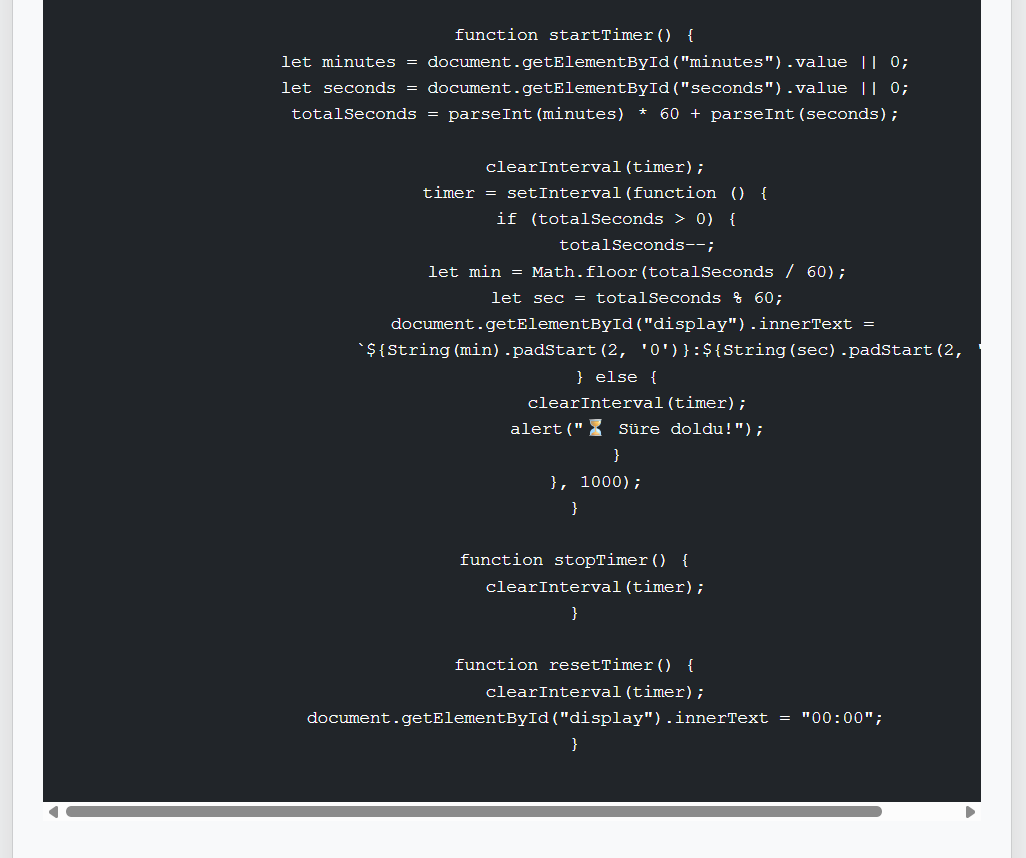 function startTimer() {
let minutes = document.getElementById("minutes").value || 0;
let seconds = document.getElementById("seconds").value || 0;
totalSeconds = parseInt(minutes) * 60 + parseInt(seconds);
clearInterval(timer);
timer = setInterval(function () {
if (totalSeconds > 0) {
totalSeconds--;
let min = Math.floor(totalSeconds / 60);
let sec = totalSeconds % 60;
document.getElementById("display").innerText =
`${String(min).padStart(2, '0')}:${String(sec).padStart(2, '
} else {
clearInterval(timer);
alert("⏳ Süre doldu!");
}
}, 1000);
}
function stopTimer() {
clearInterval(timer);
}
function resetTimer() {
clearInterval(timer);
document.getElementById("display").innerText = "00:00";
}